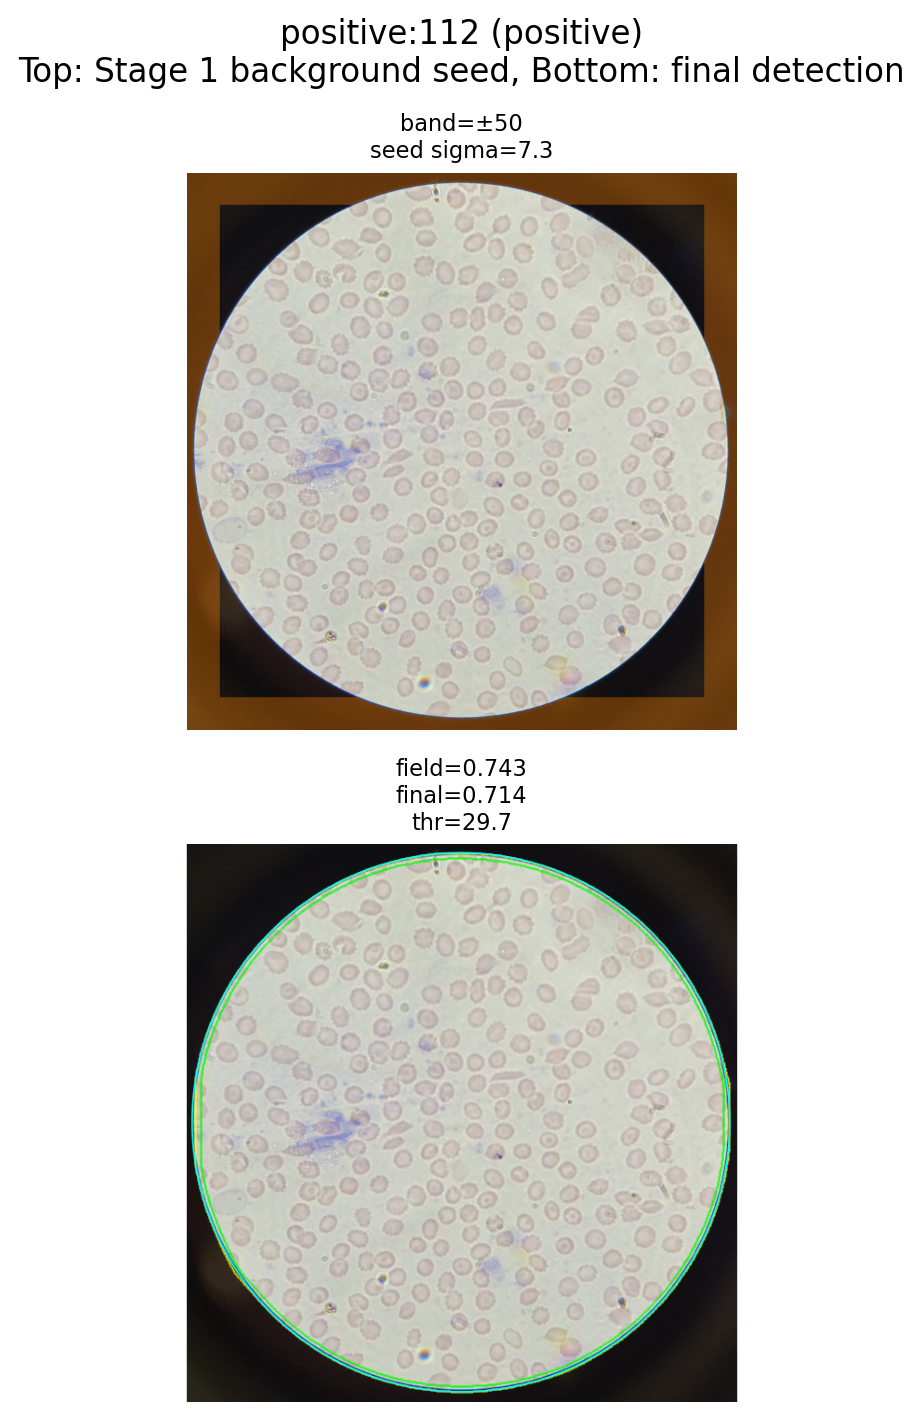 positive:112 (positive)
Top: Stage 1 background seed, Bottom: final detection
band=±50
seed sigma=7.3
field=0.743
final=0.714
thr=29.7